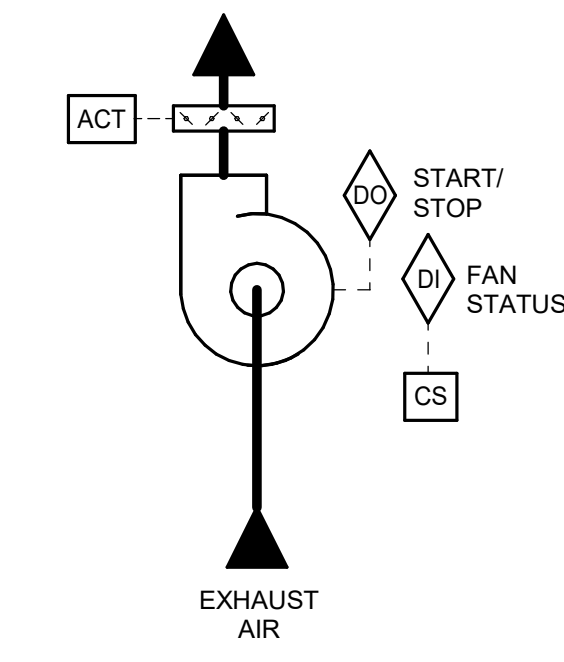 ACT
DO
START/
STOP
DI
FAN
STATUS
CS
EXHAUST
AIR